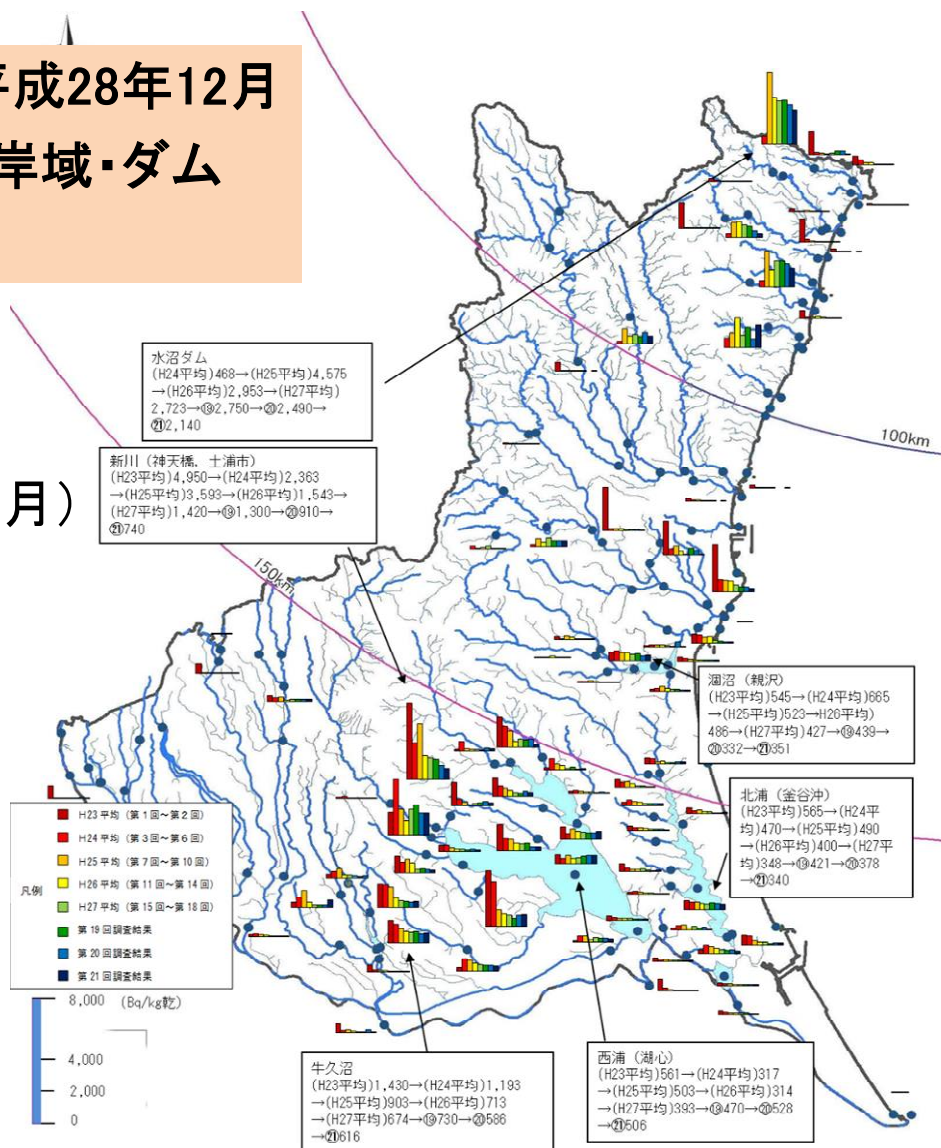 平成28年12月
岸域・ダム
月）
水沼ダム
(H24平均)468→(H25平均)4,575
→(H26平均)2,953→(H27平均)
2,723→⑲2,750→⑳2,490→
㉑2,140
新川（神天橋、土浦市）
(H23平均)4,950→(H24平均)2,363
→(H25平均)3,593→(H26平均)1,543→
(H27平均)1,420→⑲1,300→⑳910→
㉑740
100km
150km
涸沼（親沢）
(H23平均)545→(H24平均)665
→(H25平均)523→H26平均)
486→(H27平均)427→⑲439→
⑳332→㉑351
北浦（釜谷沖）
(H23平均)565→(H24平
均)470→(H25平均)490
→(H26平均)400→(H27平
均)348→⑲421→⑳378
→㉑340
凡例
H23 平均（第1回～第2回）
H24 平均（第3回～第6回）
H25 平均（第7回～第10回）
H26 平均（第11回～第14回）
H27 平均（第15回～第18回）
第19回調査結果
第20回調査結果
第21回調査結果
8,000 (Bq/kg乾)
4,000
2,000
0
牛久沼
(H23平均)1,430→(H24平均)1,193
→(H25平均)903→(H26平均)713
→(H27平均)674→⑲730→⑳586
→㉑616
西浦（湖心）
(H23平均)561→(H24平均)317
→(H25平均)503→(H26平均)314
→(H27平均)393→⑲470→⑳528
→㉑506